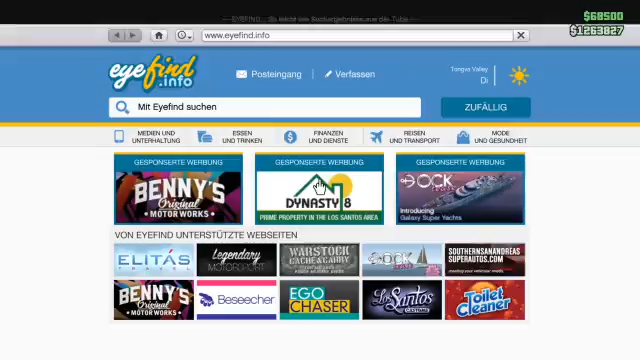 $68500
$1263827
www.eyefind.info
eyefind
.info
Posteingang
Verfassen
Tongva Valley
Di
Mit Eyefind suchen
ZUFÄLLIG
MEDIEN UND
UNTERHALTUNG
ESSEN
UND TRINKEN
FINANZEN
UND DIENSTE
REISEN
UND TRANSPORT
MODE
UND GESUNDHEIT
GESPONSERTE WERBUNG
GESPONSERTE WERBUNG
GESPONSERTE WERBUNG
BENNY'S
Original
MOTOR WORKS
DYNASTY 8
PRIME PROPERTY IN THE LOS SANTOS AREA
DOCK
Introducing
Galaxy Super Yachts
VON EYEFIND UNTERSTÜTZTE WEBSEITEN
ELITÁS
TRAVEL
Legendary
MOTORSPORT
WARSTOCK
CACHE & CARRY
DOCK
SOUTHERNSANANDREAS
SUPERAUTOS.COM
BENNY'S
Original
MOTOR WORKS
BESEECHER
EGO
CHASER
Los Santos
CUSTOMS
Toilet
Cleaner